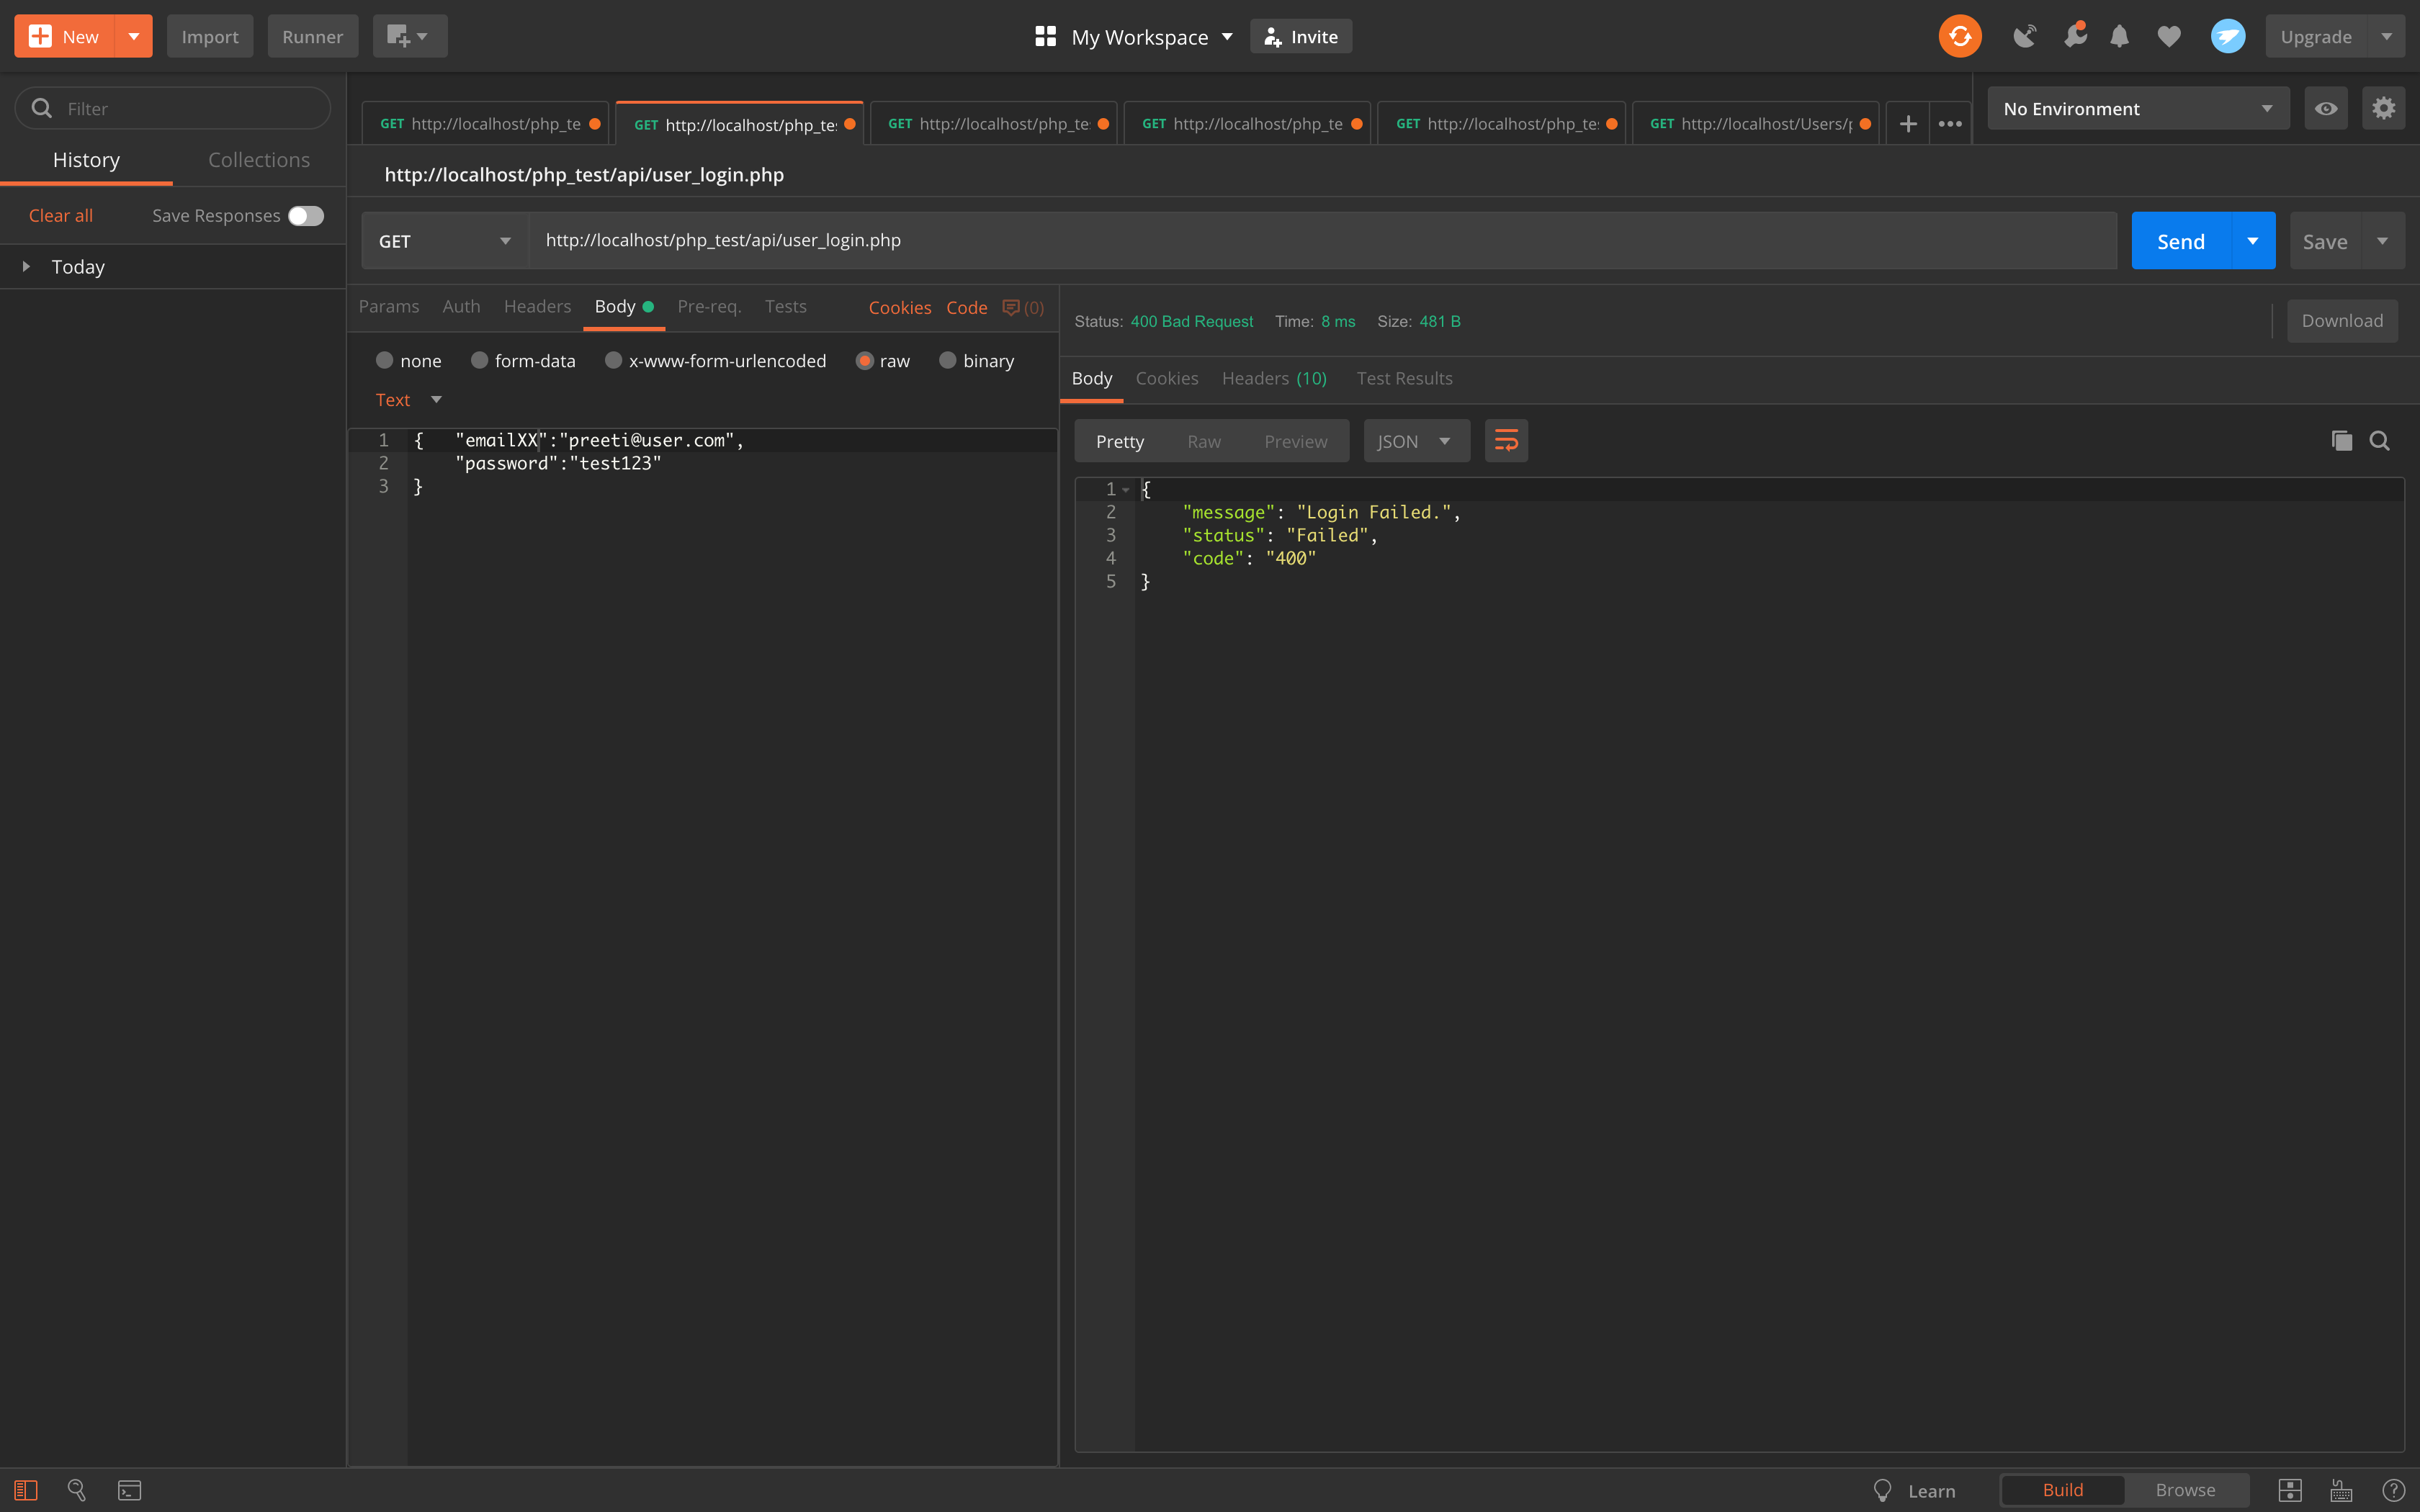 New
Import
Runner
My Workspace
Invite
Upgrade
Filter
History
Collections
Clear all
Save Responses
Today
GET http://localhost/php_te
GET http://localhost/php_te
GET http://localhost/php_te
GET http://localhost/php_te
GET http://localhost/php_te
GET http://localhost/Users/
No Environment
http://localhost/php_test/api/user_login.php
GET
http://localhost/php_test/api/user_login.php
Send
Save
Params Auth Headers Body Pre-req. Tests Cookies Code (0)
none form-data x-www-form-urlencoded raw binary
Text
1 { "emailXX":"preeti@user.com",
2 "password":"test123"
3 }
Status: 400 Bad Request Time: 8 ms Size: 481 B
Download
Body Cookies Headers (10) Test Results
Pretty Raw Preview JSON
1 {
2 "message": "Login Failed.",
3 "status": "Failed",
4 "code": "400"
5 }
Learn
Build
Browse